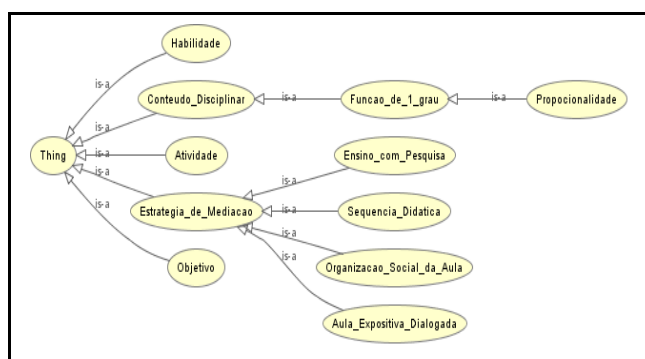 Habilidade
is-a
Conteudo_Disciplinar
is-a
Funcao_de_1_grau
is-a
Propocionalidade
is-a
Thing
is-a
Atividade
Ensino_com_Pesquisa
is-a
Estrategia_de_Mediacao
is-a
Sequencia_Didatica
is-a
is-a
Objetivo
Organizacao_Social_da_Aula
is-a
Aula_Expositiva_Dialogada
is-a